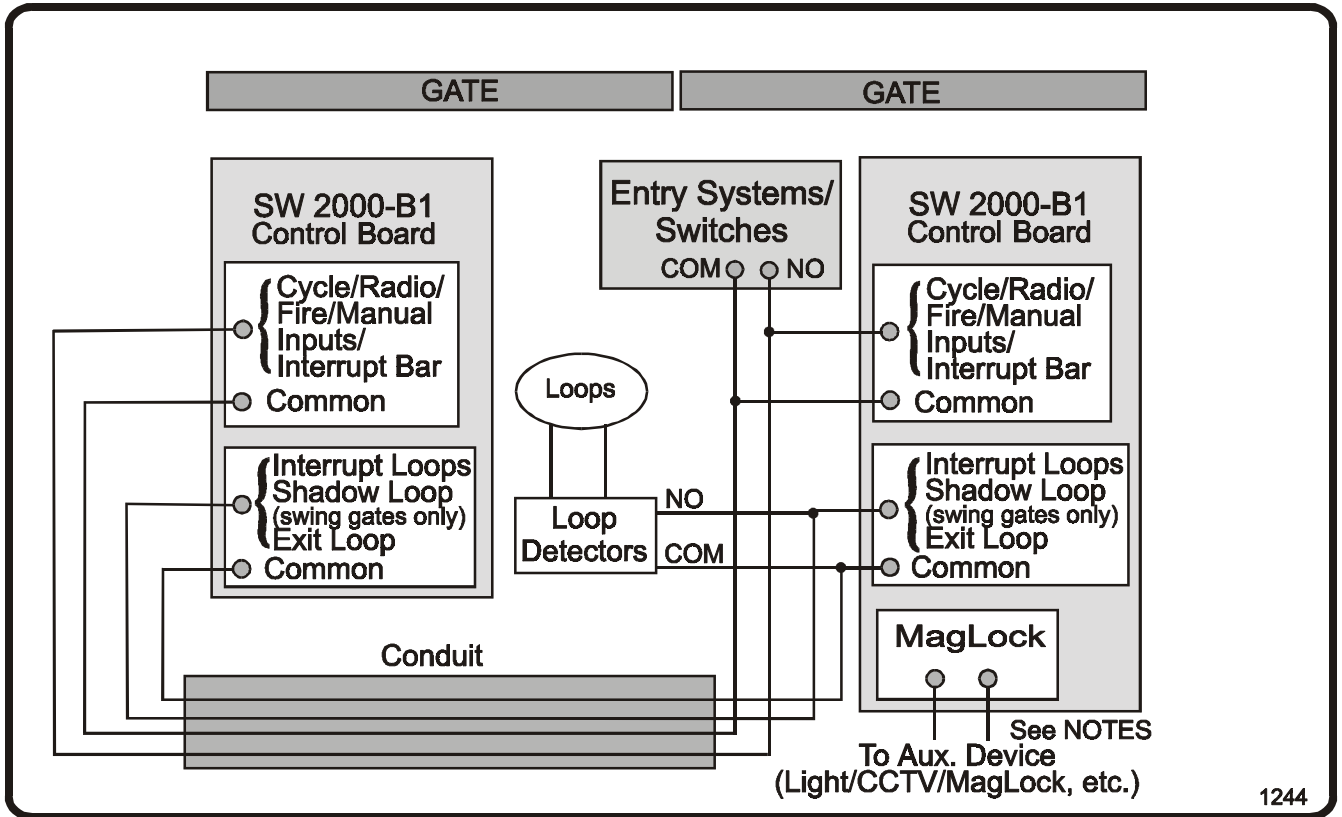 GATE
GATE
SW 2000-B1
Control Board
Cycle/Radio/
Fire/Manual
Inputs/
Interrupt Bar
Common
Interrupt Loops
Shadow Loop
(swing gates only)
Exit Loop
Common
Entry Systems/
Switches
COM NO
Loops
Loop
Detectors
NO
COM
SW 2000-B1
Control Board
Cycle/Radio/
Fire/Manual
Inputs/
Interrupt Bar
Common
Interrupt Loops
Shadow Loop
(swing gates only)
Exit Loop
Common
MagLock
Conduit
See NOTES
To Aux. Device
(Light/CCTV/MagLock, etc.)
1244